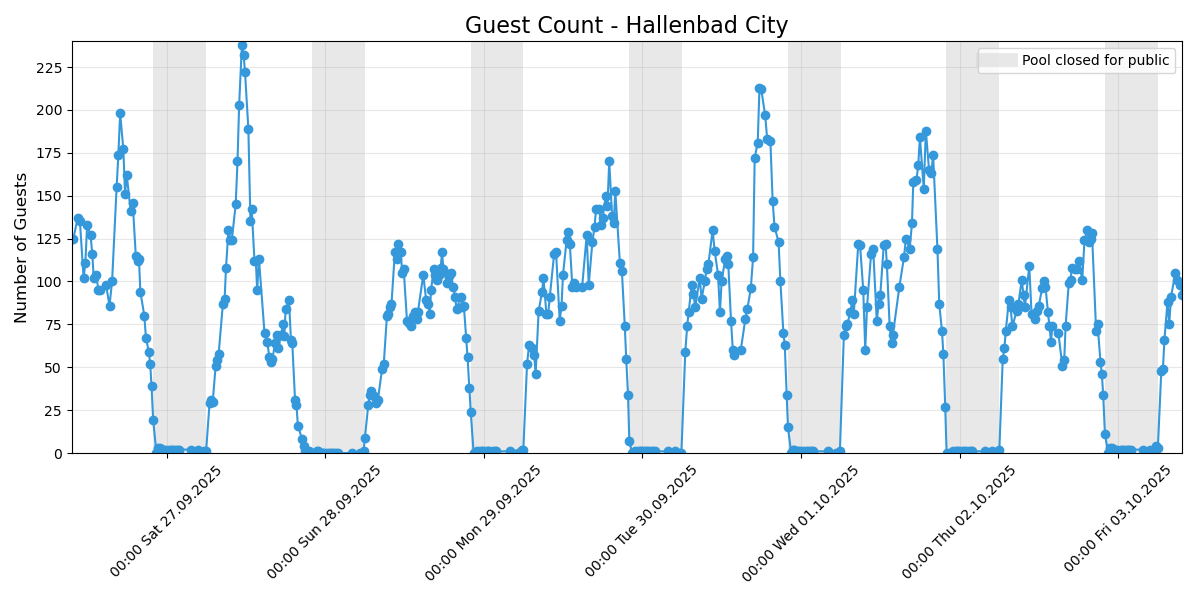 Guest Count - Hallenbad City
Pool closed for public
Number of Guests
225
200
175
150
125
100
75
50
25
0
00:00 Sat 27.09.2025
00:00 Sun 28.09.2025
00:00 Mon 29.09.2025
00:00 Tue 30.09.2025
00:00 Wed 01.10.2025
00:00 Thu 02.10.2025
00:00 Fri 03.10.2025